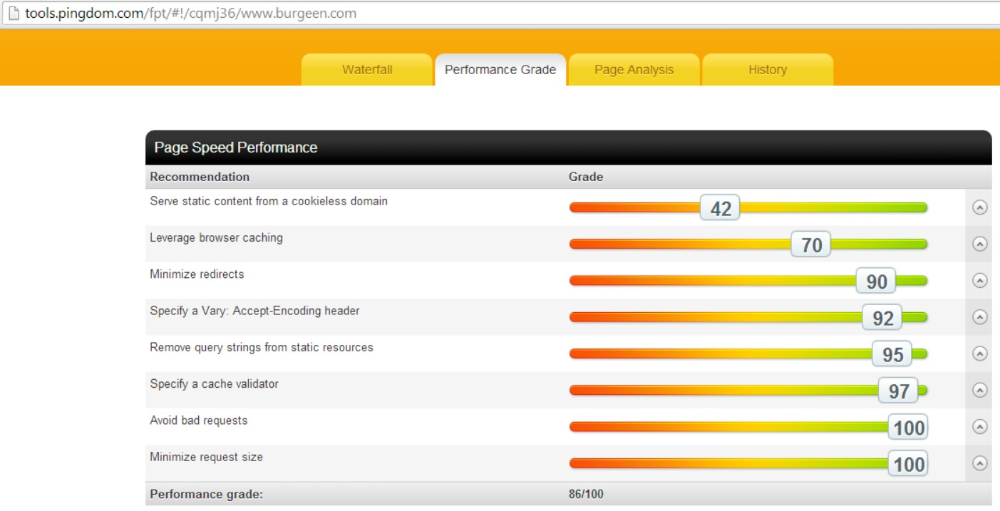 tools.pingdom.com/fpt/#!/cqmj36/www.burgeen.com
Waterfall Performance Grade Page Analysis History
Page Speed Performance
Recommendation Grade
Serve static content from a cookieless domain 42
Leverage browser caching 70
Minimize redirects 90
Specify a Vary: Accept-Encoding header 92
Remove query strings from static resources 95
Specify a cache validator 97
Avoid bad requests 100
Minimize request size 100
Performance grade: 86/100